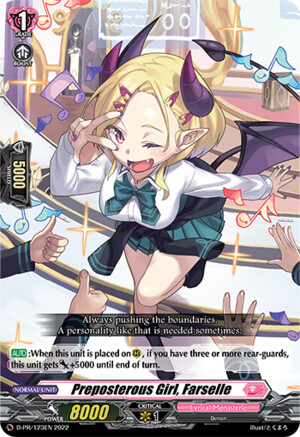 1
GRADE
BOOST
5000
SHIELD
Always pushing the boundaries.
A personality like that is needed sometimes.
AUTO:When this unit is placed on R, if you have three or more rear-guards,
this unit gets +5000 until end of turn.
NORMAL UNIT
Preposterous Girl, Farselle
Lyrical Monasterio
Demon
POWER
8000
CRITICAL
1
D-PR/123EN 2022
Illust/とくまろ